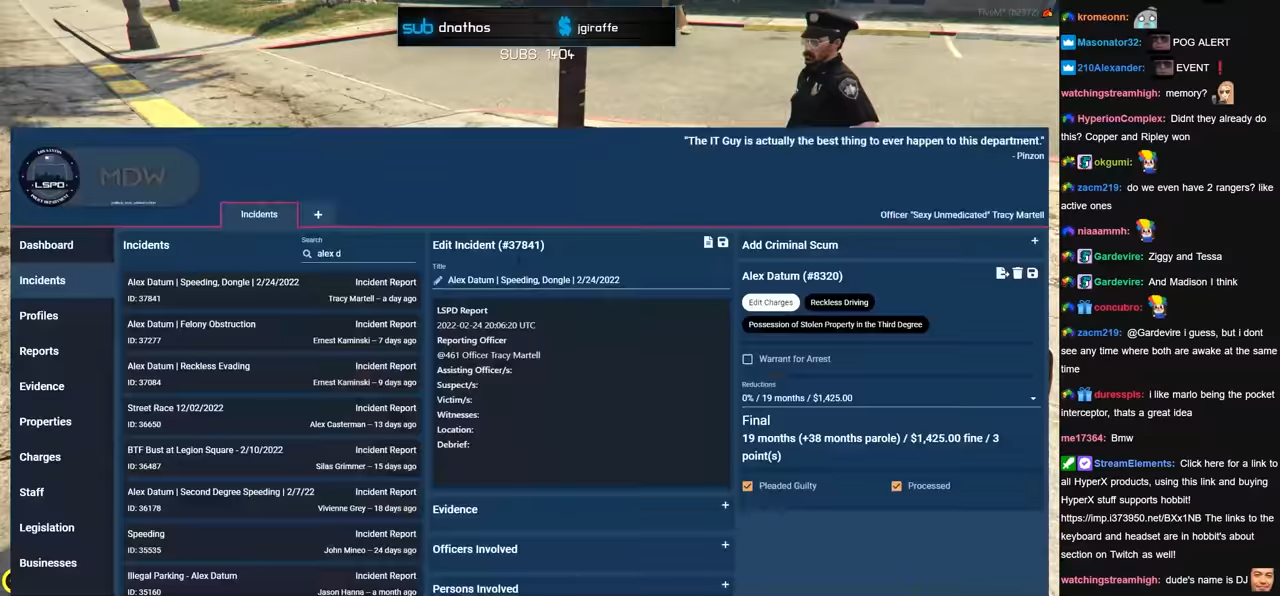 sub dnathos
jgiraffe
SUBS 1404
"The IT Guy is actually the best thing to ever happen to this department."
- Pinzon
LSPD
MDW
Incidents
+
Officer "Sexy Unmedicated" Tracy Martell
Dashboard
Incidents
Profiles
Reports
Evidence
Properties
Charges
Staff
Legislation
Businesses
Incidents
Search
alex d
Alex Datum | Speeding, Dongle | 2/24/2022
Incident Report
ID: 37841
Tracy Martell – a day ago
Alex Datum | Felony Obstruction
Incident Report
ID: 37277
Ernest Kaminski – 7 days ago
Alex Datum | Reckless Evading
Incident Report
ID: 37084
Ernest Kaminski – 9 days ago
Street Race 12/02/2022
Incident Report
ID: 36650
Alex Casterman – 13 days ago
BTF Bust at Legion Square - 2/10/2022
Incident Report
ID: 36487
Silas Grimmer – 15 days ago
Alex Datum | Second Degree Speeding | 2/7/22
Incident Report
ID: 36178
Vivienne Grey – 18 days ago
Speeding
Incident Report
ID: 35535
John Mineo – 24 days ago
Illegal Parking - Alex Datum
Incident Report
ID: 35160
Jason Hanna – a month ago
Edit Incident (#37841)
Title
Alex Datum | Speeding, Dongle | 2/24/2022
LSPD Report
2022-02-24 20:06:20 UTC
Reporting Officer
@461 Officer Tracy Martell
Assisting Officer/s:
Suspect/s:
Victim/s:
Witnesses:
Location:
Debrief:
Evidence
+
Officers Involved
+
Persons Involved
+
Add Criminal Scum
+
Alex Datum (#8320)
Edit Charges
Reckless Driving
Possession of Stolen Property in the Third Degree
Warrant for Arrest
Reductions
0% / 19 months / $1,425.00
Final
19 months (+38 months parole) / $1,425.00 fine / 3
point(s)
Pleaded Guilty
Processed
kromeonn:
Masonator32: POG ALERT
210Alexander: EVENT ❗
watchingstreamhigh: memory?
HyperionComplex: Didnt they already do
this? Copper and Ripley won
okgumi:
zacm219: do we even have 2 rangers? like
active ones
niaaammh:
Gardevire: Ziggy and Tessa
Gardevire: And Madison I think
concubro:
zacm219: @Gardevire i guess, but i dont
see any time where both are awake at the same
time
duresspls: i like marlo being the pocket
interceptor, thats a great idea
me17364: Bmw
StreamElements: Click here for a link to
all HyperX products, using this link and buying
HyperX stuff supports hobbit!
https://imp.i373950.net/BXx1NB The links to the
keyboard and headset are in hobbit's about
section on Twitch as well!
watchingstreamhigh: dude's name is DJ